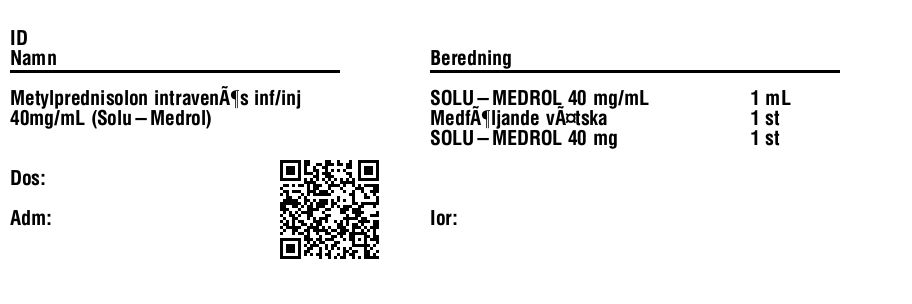 ID
Namn
Beredning
Metylprednisolon intravenÃ¶s inf/inj
40mg/mL (Solu-Medrol)
SOLU-MEDROL 40 mg/mL 1 mL
MedfÃ¶ljande vÃ¤tska 1 st
SOLU-MEDROL 40 mg 1 st
Dos:
Adm:
Ior: